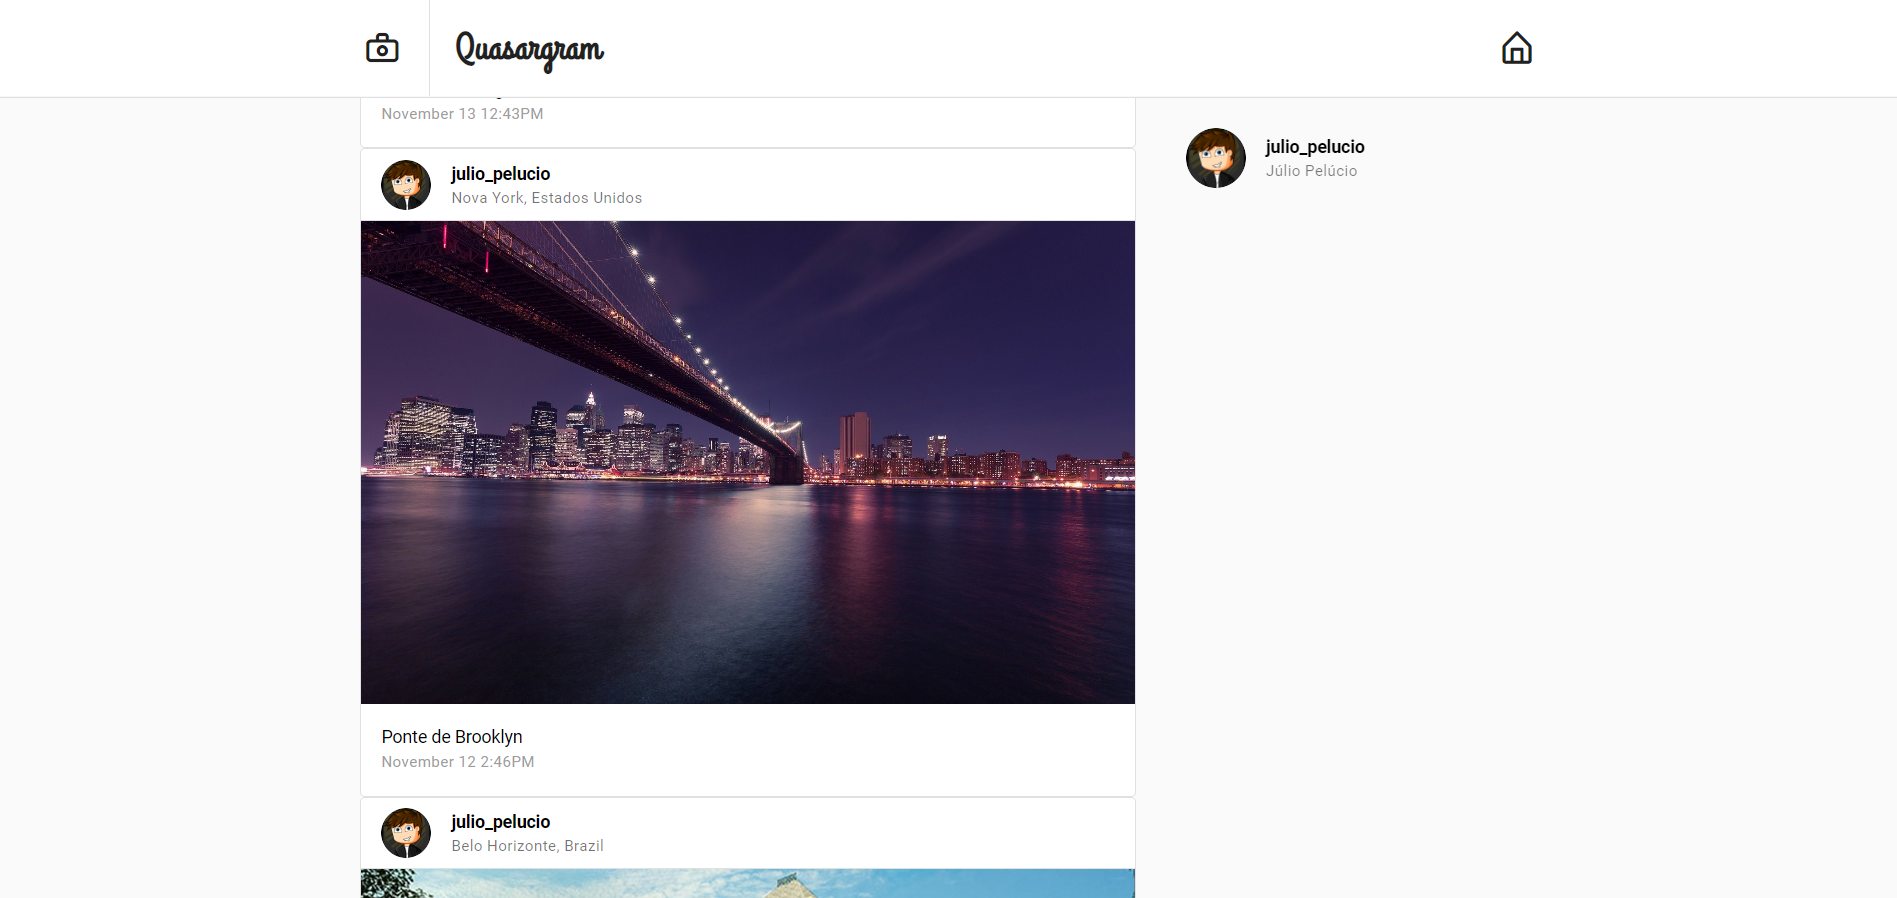 Quasargram
November 13 12:43PM
julio_pelucio
Júlio Pelúcio
julio_pelucio
Nova York, Estados Unidos
Ponte de Brooklyn
November 12 2:46PM
julio_pelucio
Belo Horizonte, Brazil